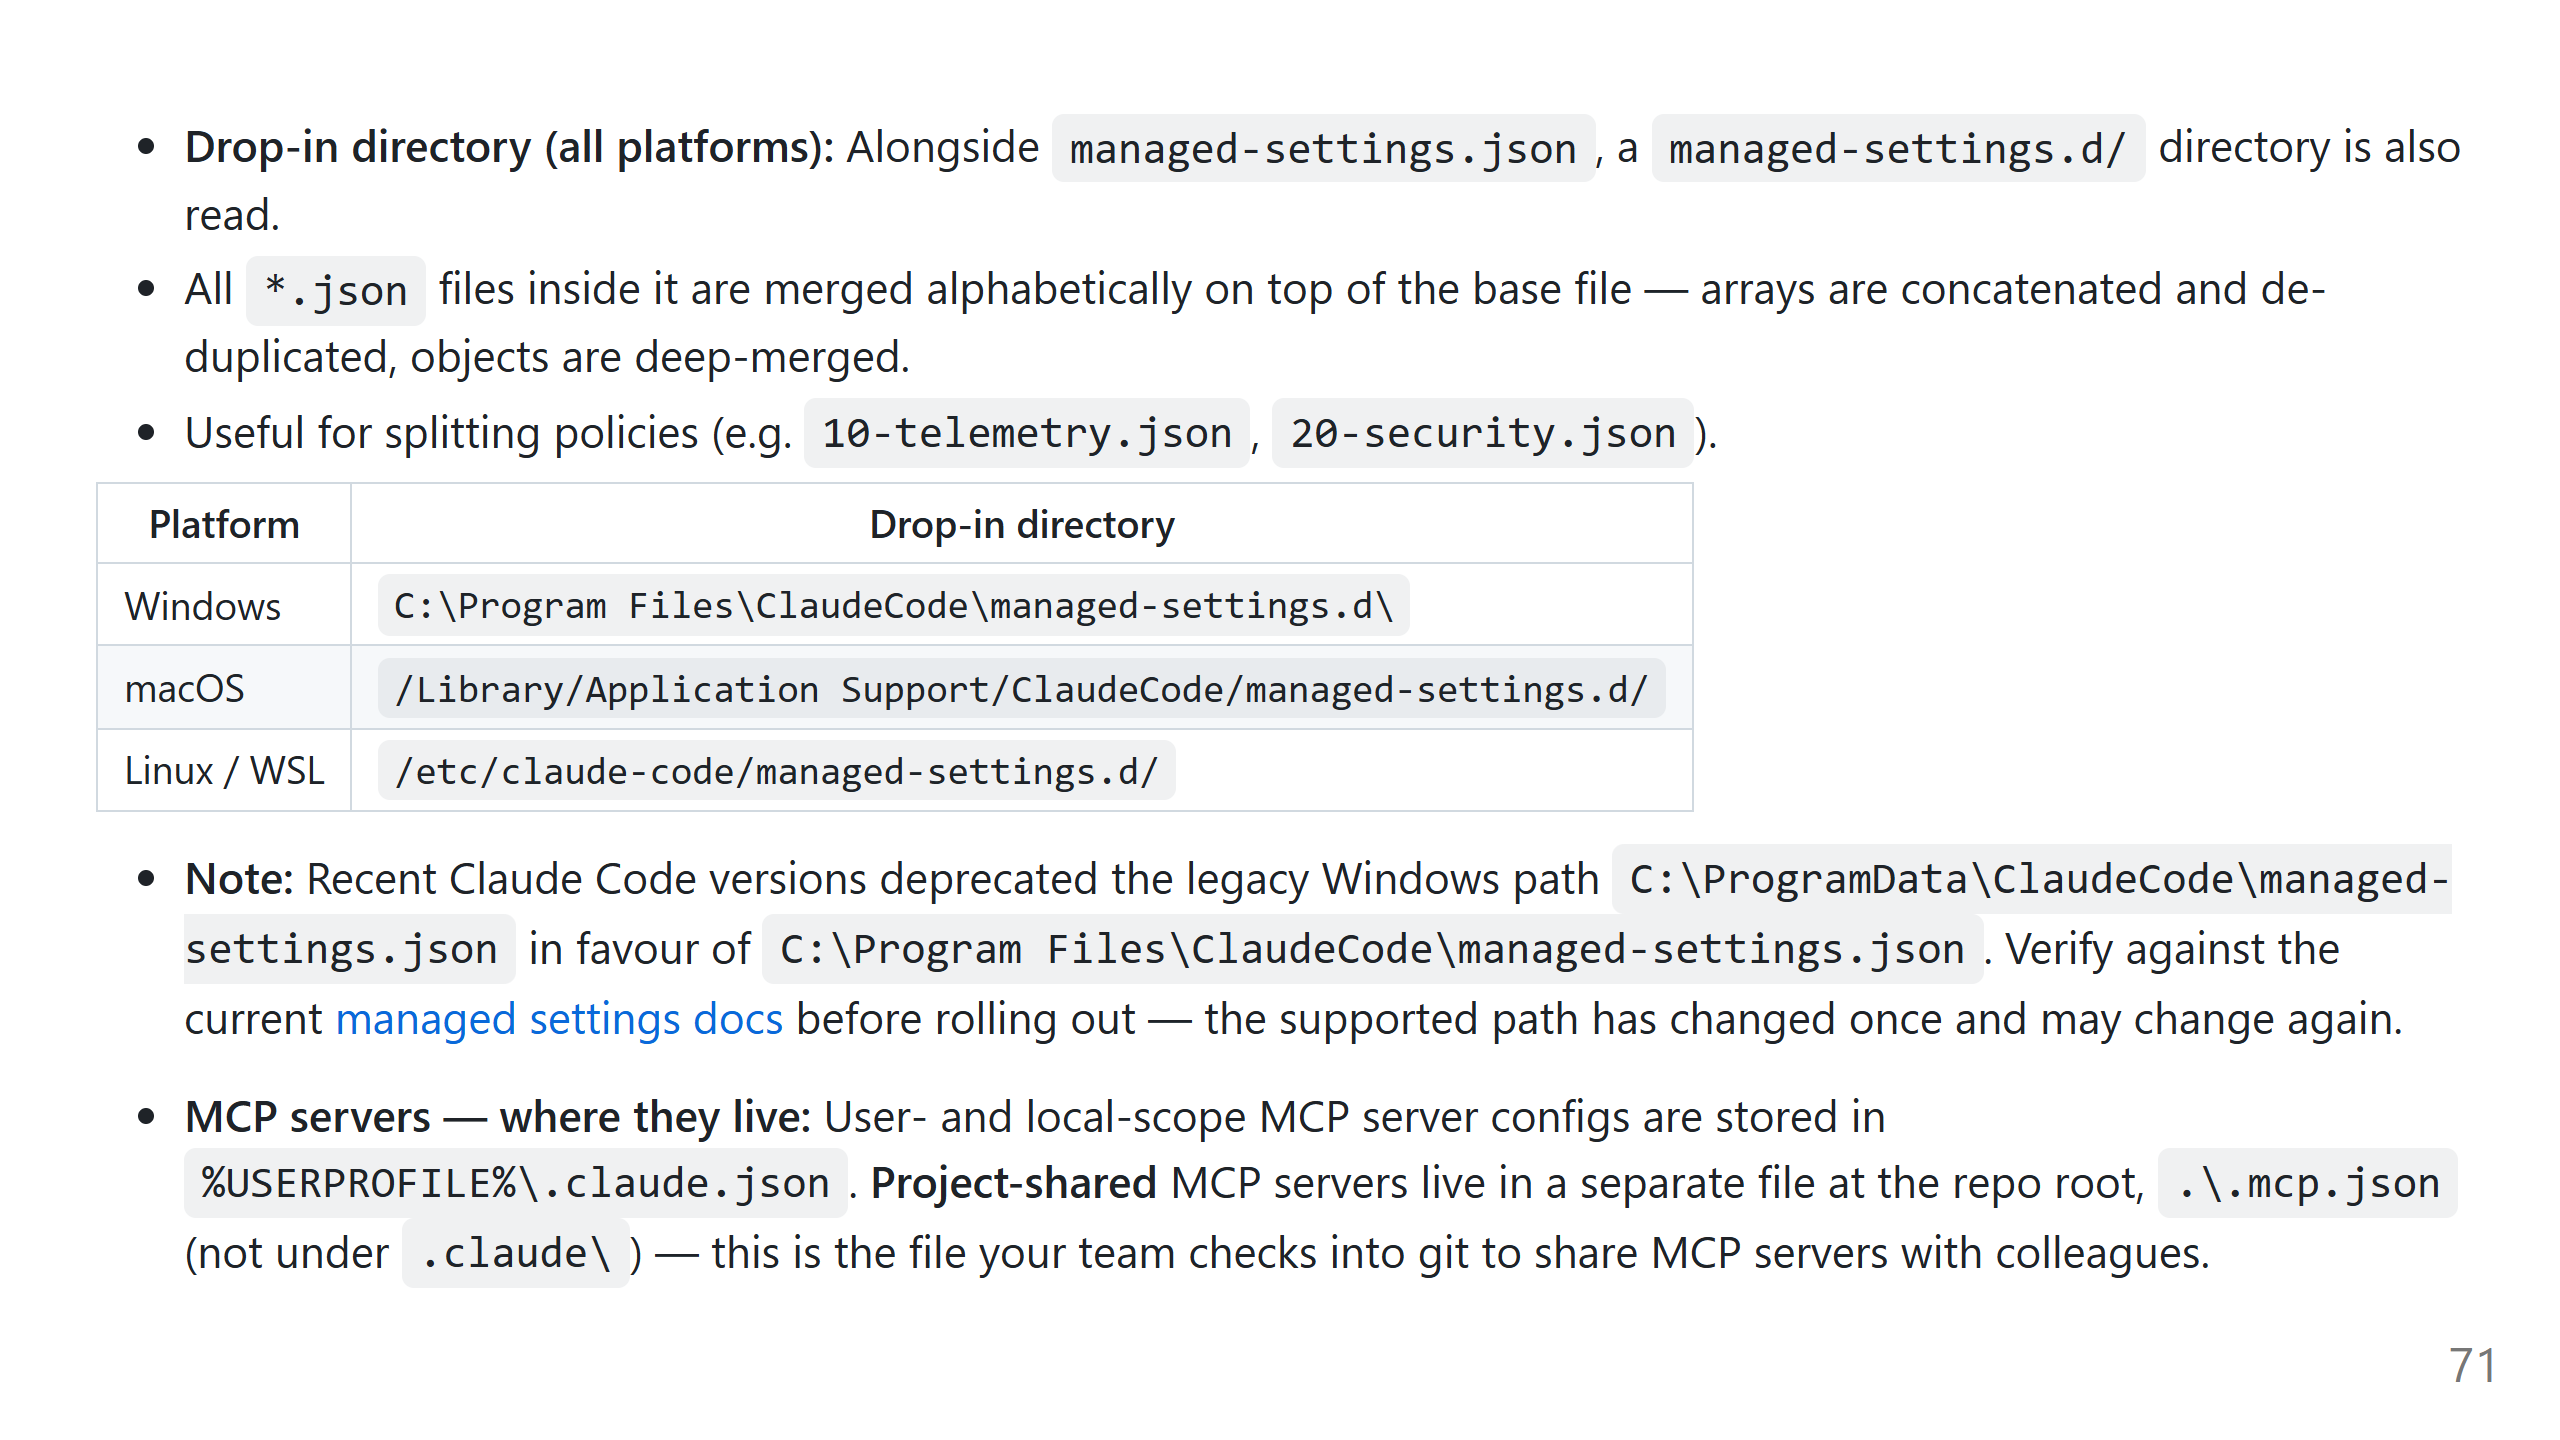 Drop-in directory (all platforms): Alongside managed-settings.json, a managed-settings.d/ directory is also
read.
All *.json files inside it are merged alphabetically on top of the base file — arrays are concatenated and de-
duplicated, objects are deep-merged.
Useful for splitting policies (e.g. 10-telemetry.json, 20-security.json).
Platform Drop-in directory
Windows C:\Program Files\ClaudeCode\managed-settings.d\
macOS /Library/Application Support/ClaudeCode/managed-settings.d/
Linux / WSL /etc/claude-code/managed-settings.d/
Note: Recent Claude Code versions deprecated the legacy Windows path C:\ProgramData\ClaudeCode\managed-
settings.json in favour of C:\Program Files\ClaudeCode\managed-settings.json. Verify against the
current managed settings docs before rolling out — the supported path has changed once and may change again.
MCP servers — where they live: User- and local-scope MCP server configs are stored in
%USERPROFILE%\.claude.json. Project-shared MCP servers live in a separate file at the repo root, .\.mcp.json
(not under .claude\) — this is the file your team checks into git to share MCP servers with colleagues.
71